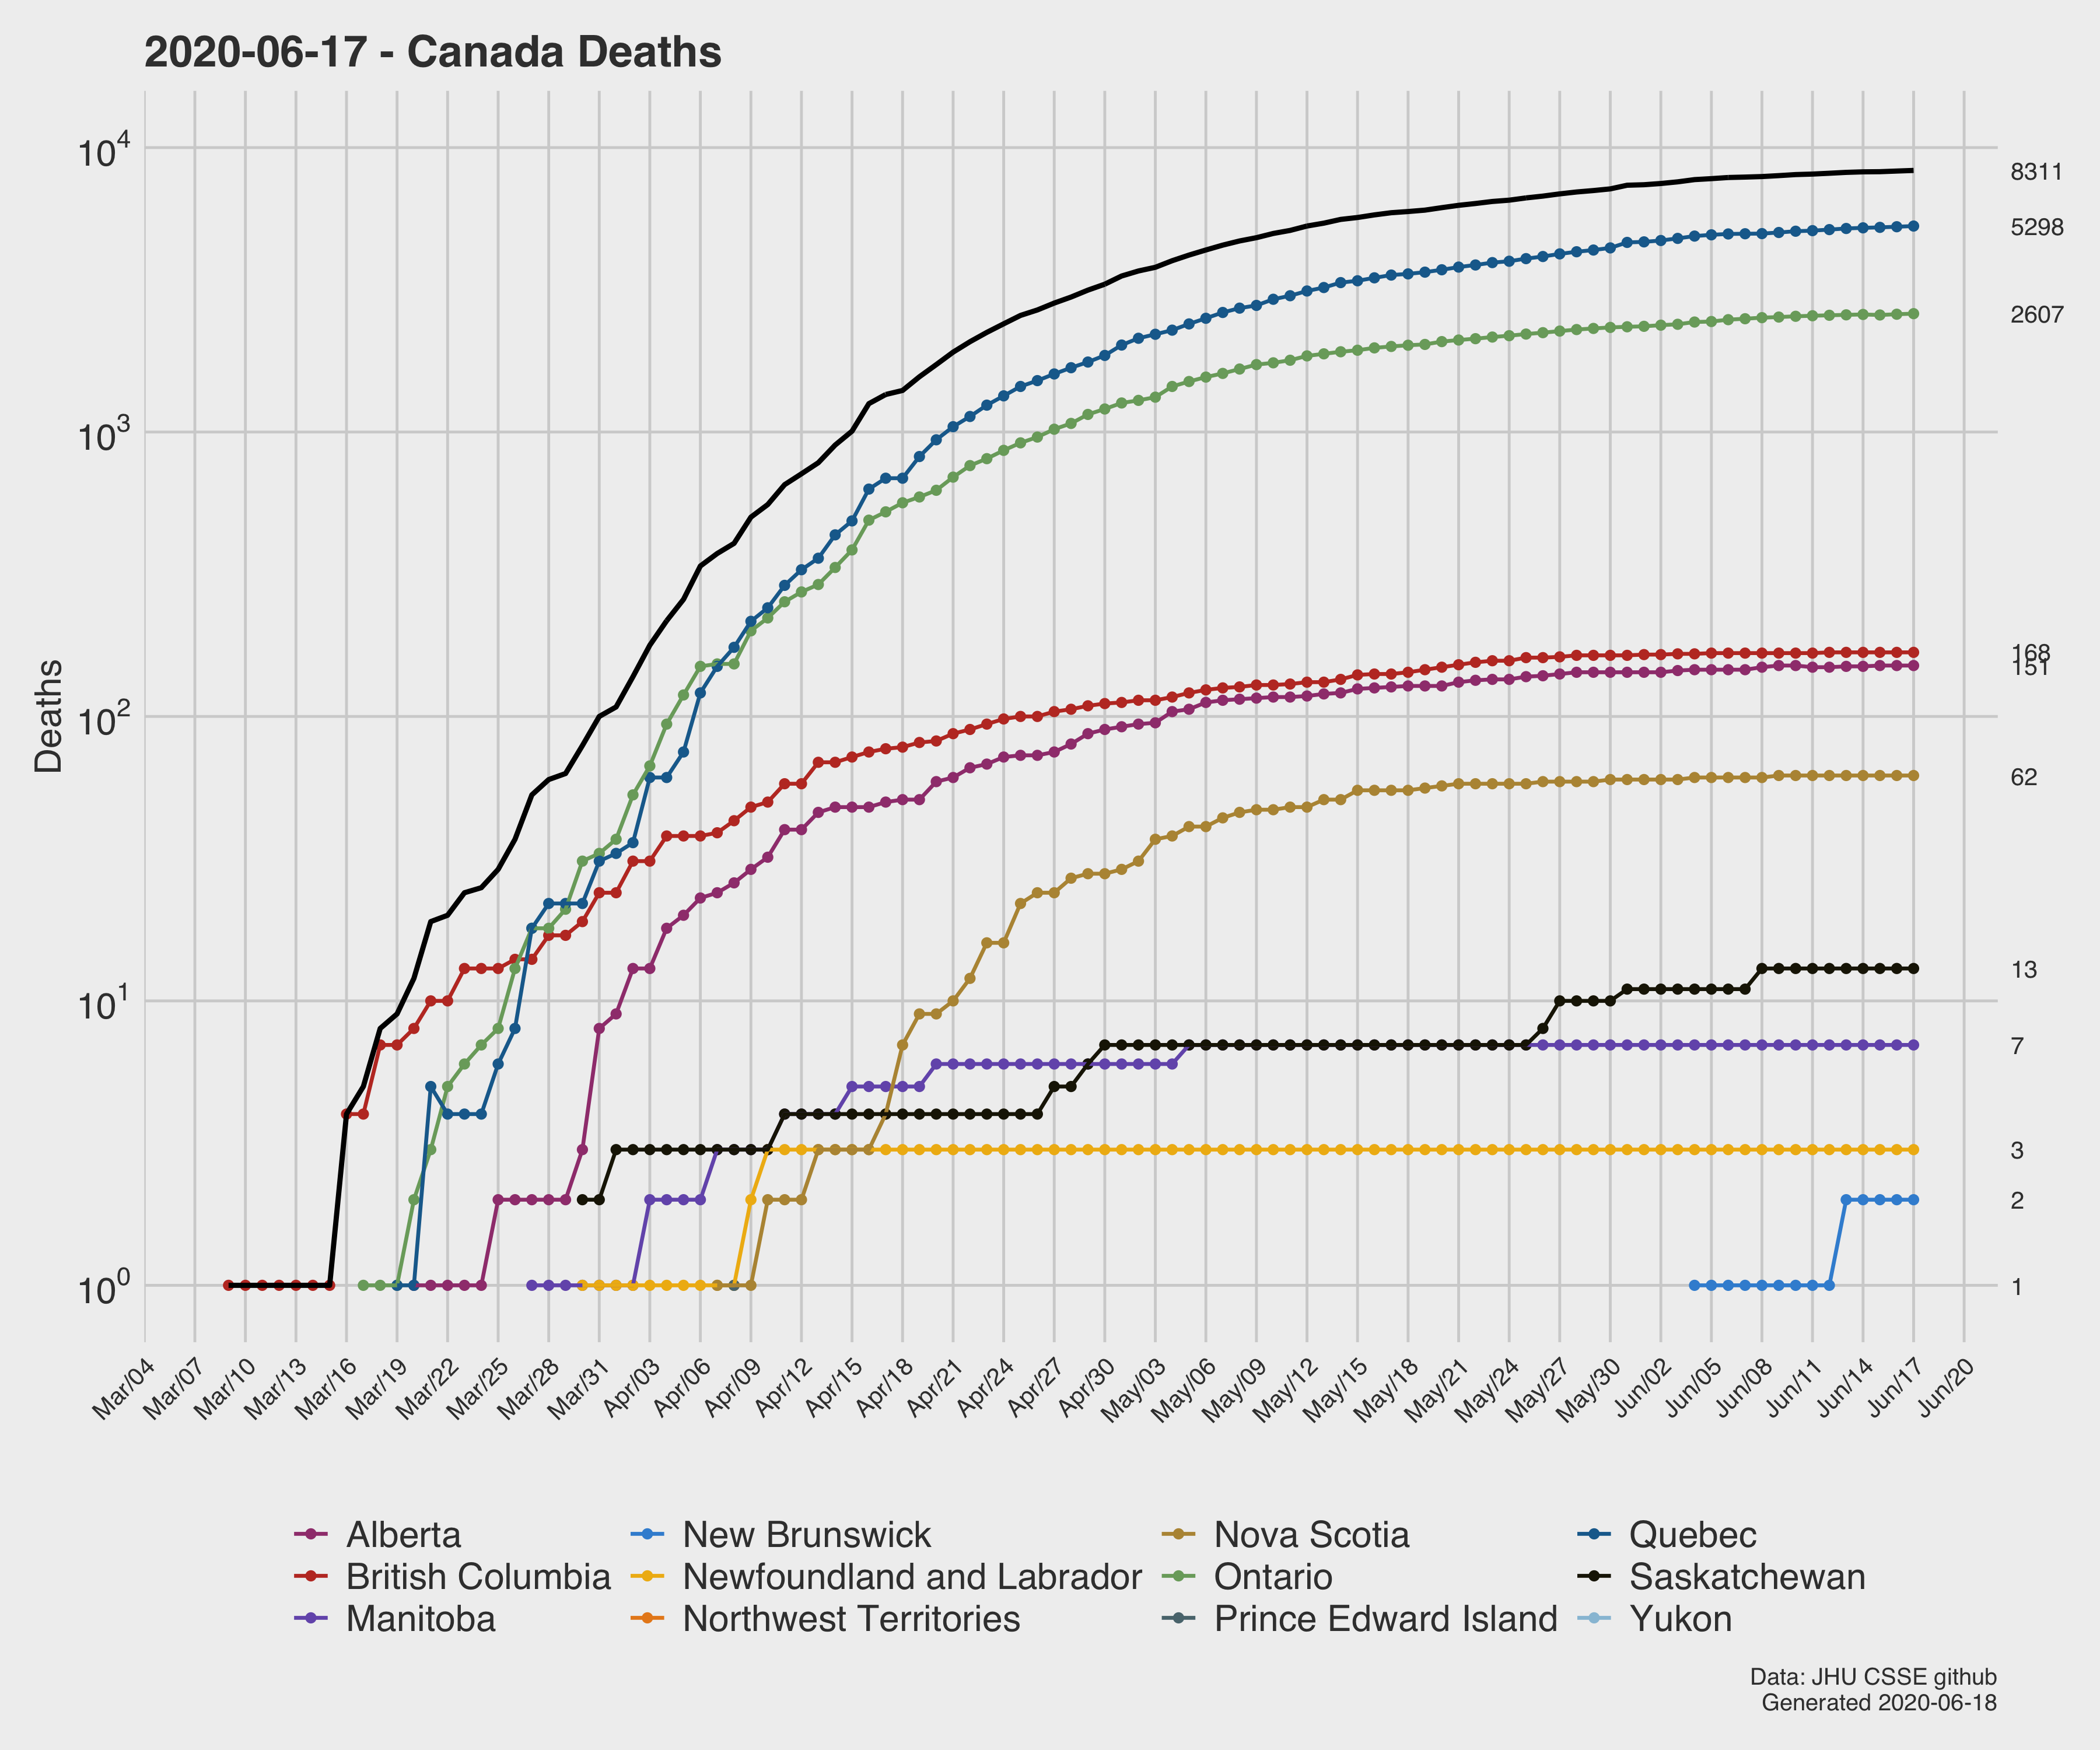 2020-06-17 - Canada Deaths
Deaths
10^4
10^3
10^2
10^1
10^0
8311
5298
2607
168
151
62
13
7
3
2
1
Mar/04 Mar/07 Mar/10 Mar/13 Mar/16 Mar/19 Mar/22 Mar/25 Mar/28 Mar/31 Apr/03 Apr/06 Apr/09 Apr/12 Apr/15 Apr/18 Apr/21 Apr/24 Apr/27 Apr/30 May/03 May/06 May/09 May/12 May/15 May/18 May/21 May/24 May/27 May/30 Jun/02 Jun/05 Jun/08 Jun/11 Jun/14 Jun/17 Jun/20
Alberta New Brunswick Nova Scotia Quebec
British Columbia Newfoundland and Labrador Ontario Saskatchewan
Manitoba Northwest Territories Prince Edward Island Yukon
Data: JHU CSSE github
Generated 2020-06-18